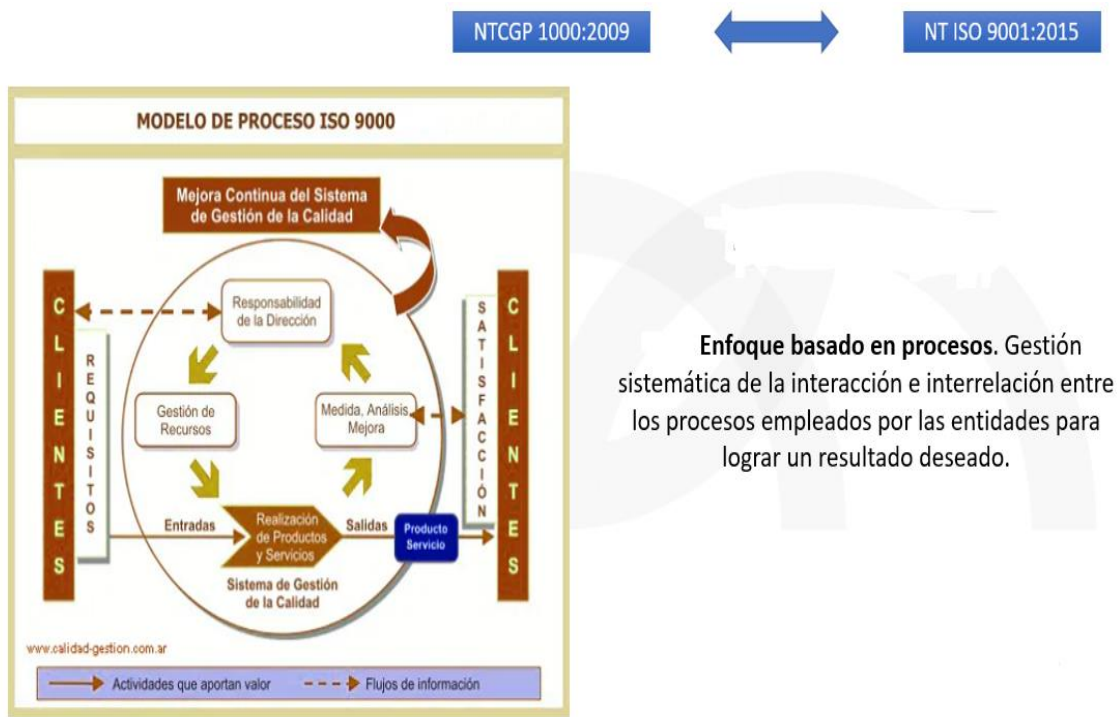 NTCGP 1000:2009
NT ISO 9001:2015
MODELO DE PROCESO ISO 9000
Mejora Continua del Sistema
de Gestión de la Calidad
CLIENTES
REQUISITOS
Responsabilidad
de la Dirección
Gestión de
Recursos
Medida, Análisis
Mejora
SATISFACCIÓN
CLIENTES
Entradas
Realización
de Productos
y Servicios
Salidas
Producto
Servicio
Sistema de Gestión
de la Calidad
www.calidad-gestion.com.ar
Actividades que aportan valor
Flujos de información
Enfoque basado en procesos. Gestión
sistemática de la interacción e interrelación entre
los procesos empleados por las entidades para
lograr un resultado deseado.